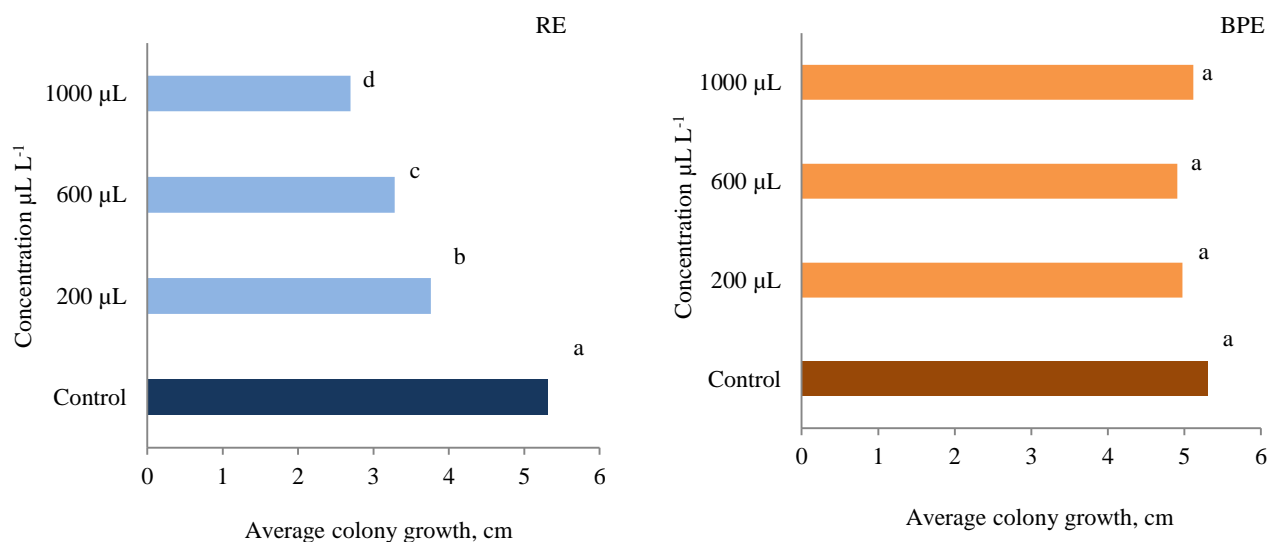 RE
Concentration µL L-1
1000 µL
600 µL
200 µL
Control
d
c
b
a
0 1 2 3 4 5 6
Average colony growth, cm
BPE
Concentration µL L-1
1000 µL
600 µL
200 µL
Control
a
a
a
a
0 1 2 3 4 5 6
Average colony growth, cm